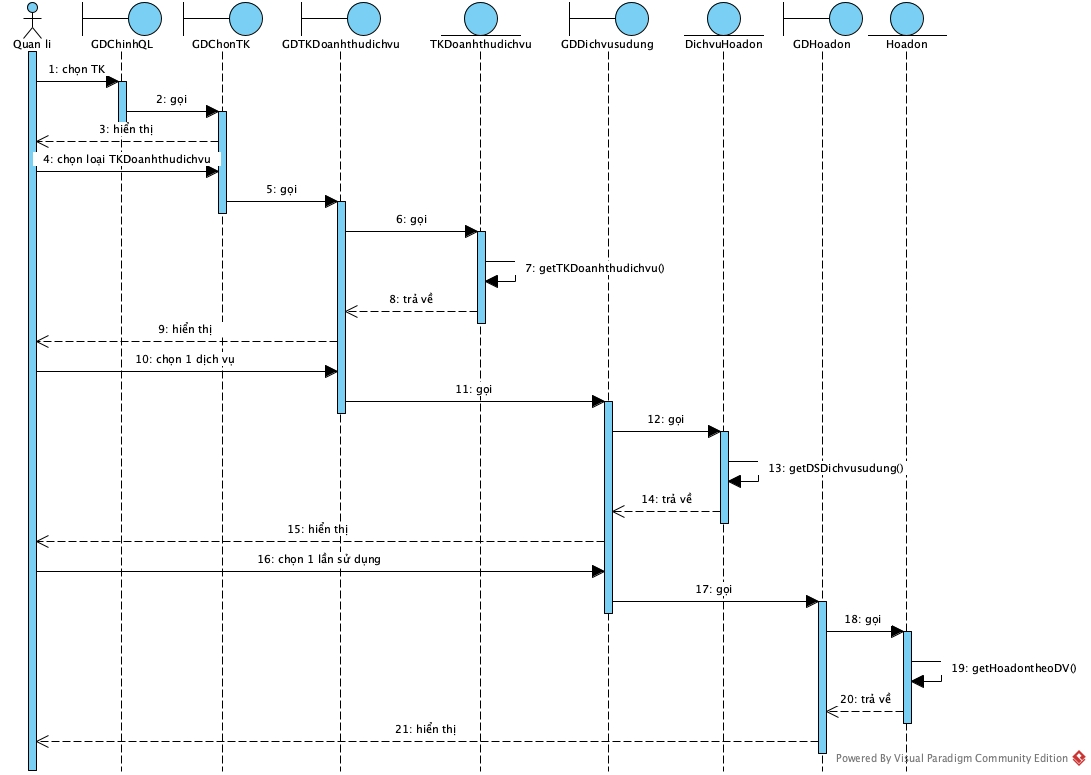 Quan li
GDChinhQL
GDChonTK
GDTKDoanhthudichvu
TKDoanhthudichvu
GDDichvusudung
DichvuHoadon
GDHoadon
Hoadon
1: chọn TK
2: gọi
3: hiển thị
4: chọn loại TKDoanhthudichvu
5: gọi
6: gọi
7: getTKDoanhthudichvu()
8: trả về
9: hiển thị
10: chọn 1 dịch vụ
11: gọi
12: gọi
13: getDSDichvusudung()
14: trả về
15: hiển thị
16: chọn 1 lần sử dụng
17: gọi
18: gọi
19: getHoadontheoDV()
20: trả về
21: hiển thị
Powered By Visual Paradigm Community Edition